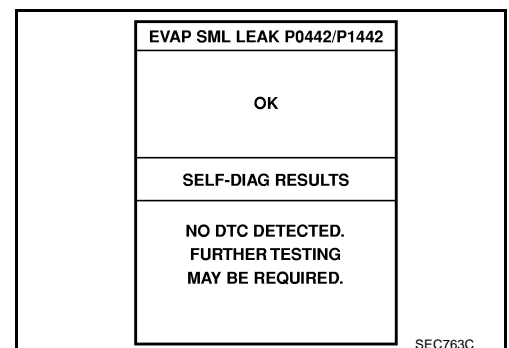 EVAP SML LEAK P0442/P1442
OK
SELF-DIAG RESULTS
NO DTC DETECTED.
FURTHER TESTING
MAY BE REQUIRED.
SEC763C